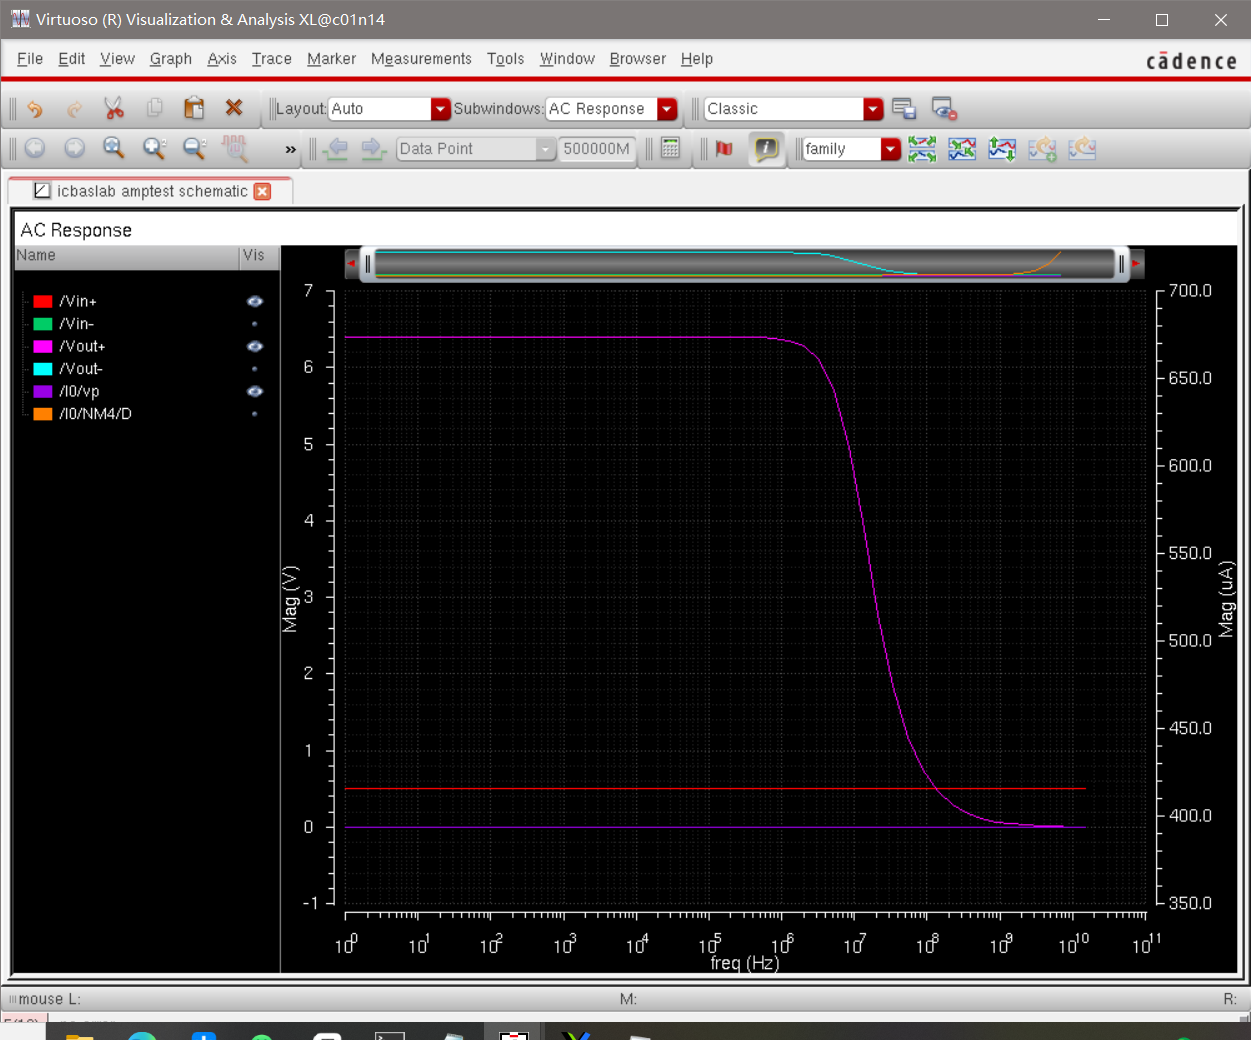 Virtuoso (R) Visualization & Analysis XL@c01n14
File Edit View Graph Axis Trace Marker Measurements Tools Window Browser Help
cādence
Layout: Auto Subwindows: AC Response Classic
» Data Point 500000M family
icbaslab amptest schematic
AC Response
Name Vis
/Vin+
/Vin-
/Vout+
/Vout-
/I0/vp
/I0/NM4/D
7
6
5
4
3
2
1
0
-1
Mag (V)
700.0
650.0
600.0
550.0
500.0
450.0
400.0
350.0
Mag (uA)
10^0 10^1 10^2 10^3 10^4 10^5 10^6 10^7 10^8 10^9 10^10 10^11
freq (Hz)
mouse L: M: R: